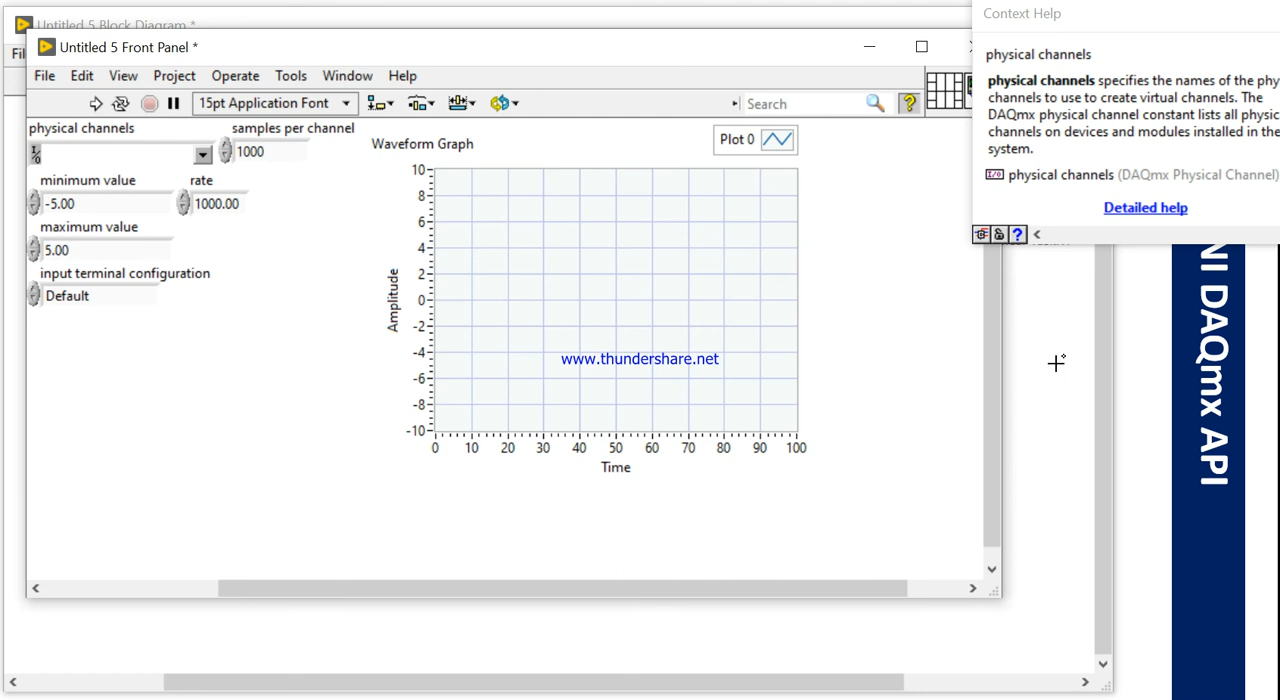 Untitled 5 Block Diagram *
Fil
Untitled 5 Front Panel *
File Edit View Project Operate Tools Window Help
15pt Application Font
Search
physical channels
samples per channel
1000
minimum value
rate
-5.00
1000.00
maximum value
5.00
input terminal configuration
Default
Waveform Graph
Plot 0
10
8
6
4
2
0
-2
-4
-6
-8
-10
Amplitude
0 10 20 30 40 50 60 70 80 90 100
Time
www.thundershare.net
Context Help
physical channels
physical channels specifies the names of the phy
channels to use to create virtual channels. The
DAQmx physical channel constant lists all physic
channels on devices and modules installed in the
system.
physical channels (DAQmx Physical Channel)
Detailed help
NI DAQmx API